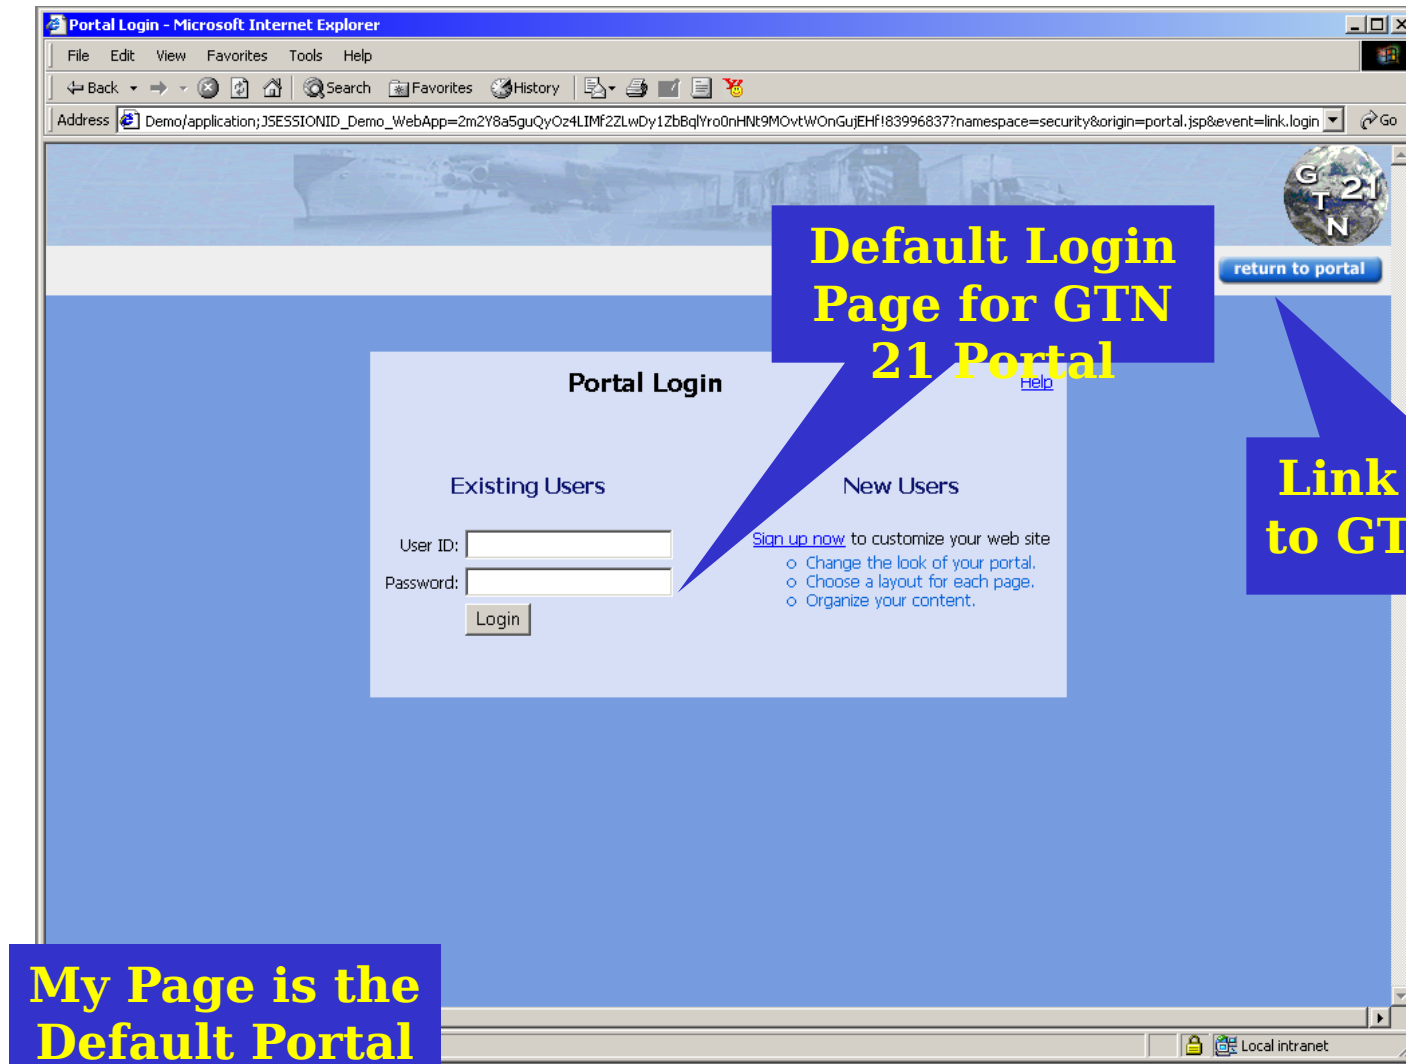 Portal Login - Microsoft Internet Explorer
File Edit View Favorites Tools Help
Back Search Favorites History
Address Demo/application;JSESSIONID_Demo_WebApp=2m2Y8a5guQyOz4LIMf2ZLwDy1ZbBqlYro0nHNt9MOvtWOnGujEHf!83996837?namespace=security&origin=portal.jsp&event=link.login Go
G T N 21
return to portal
Default Login
Page for GTN
21 Portal
Portal Login
Help
Link
to GT
Existing Users
New Users
User ID:
Password:
Login
Sign up now to customize your web site
Change the look of your portal.
Choose a layout for each page.
Organize your content.
My Page is the
Default Portal
Local intranet